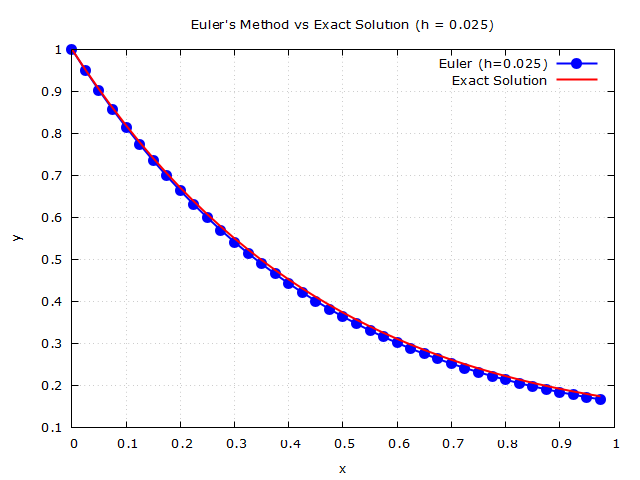 Euler's Method vs Exact Solution (h = 0.025)
Euler (h=0.025)
Exact Solution
1
0.9
0.8
0.7
0.6
0.5
0.4
0.3
0.2
0.1
y
0 0.1 0.2 0.3 0.4 0.5 0.6 0.7 0.8 0.9 1
x